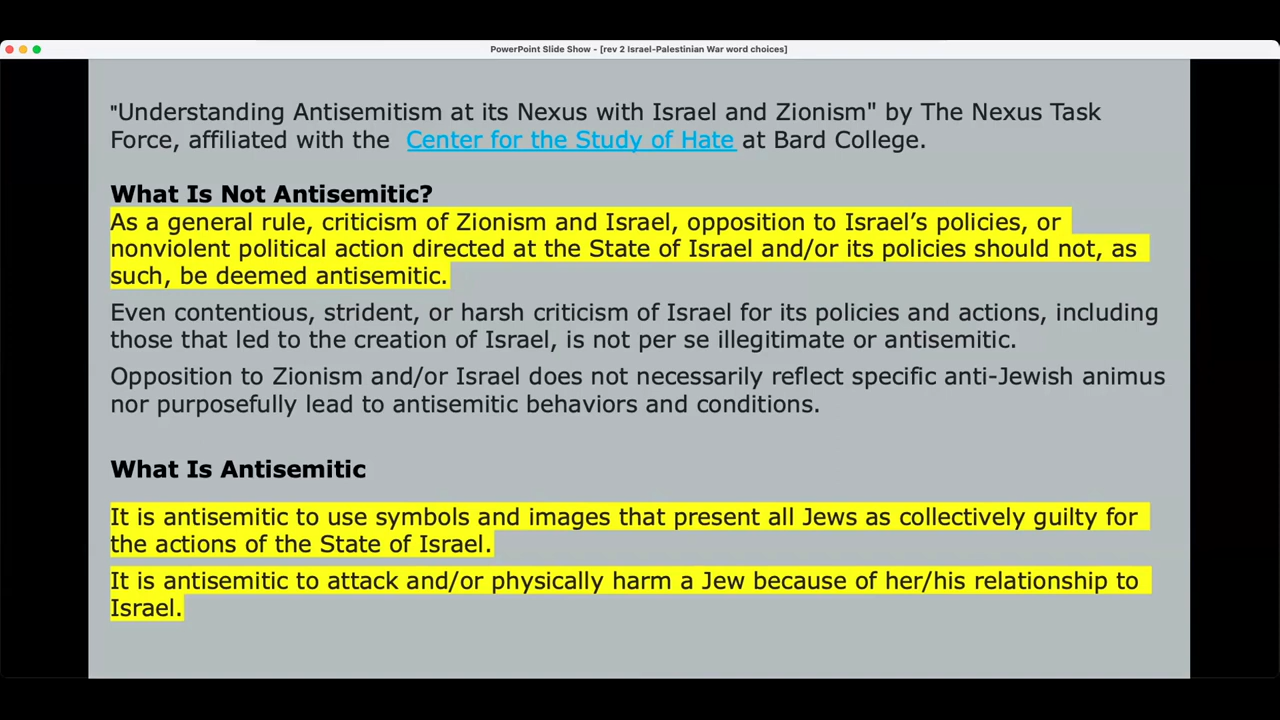 PowerPoint Slide Show - [rev 2 Israel-Palestinian War word choices]
"Understanding Antisemitism at its Nexus with Israel and Zionism" by The Nexus Task
Force, affiliated with the Center for the Study of Hate at Bard College.
What Is Not Antisemitic?
As a general rule, criticism of Zionism and Israel, opposition to Israel’s policies, or
nonviolent political action directed at the State of Israel and/or its policies should not, as
such, be deemed antisemitic.
Even contentious, strident, or harsh criticism of Israel for its policies and actions, including
those that led to the creation of Israel, is not per se illegitimate or antisemitic.
Opposition to Zionism and/or Israel does not necessarily reflect specific anti-Jewish animus
nor purposefully lead to antisemitic behaviors and conditions.
What Is Antisemitic
It is antisemitic to use symbols and images that present all Jews as collectively guilty for
the actions of the State of Israel.
It is antisemitic to attack and/or physically harm a Jew because of her/his relationship to
Israel.